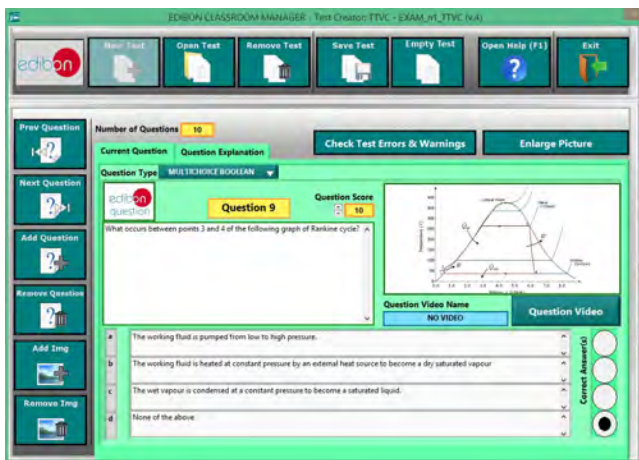 EDIBON CLASSROOM MANAGER - Test Creator: TTVC - EXAM_n1_TTVC (v.4)
edibon
New Test
Open Test
Remove Test
Save Test
Empty Test
Open Help (F1)
Exit
Prev Question
Number of Questions 10
Check Test Errors & Warnings
Enlarge Picture
Current Question
Question Explanation
Question Type MULTICHOICE BOOLEAN
edibon
question
Question 9
Question Score
10
Next Question
What occurs between points 3 and 4 of the following graph of Rankine cycle?
Add Question
Remove Question
Question Video Name
NO VIDEO
Question Video
Add Img
Remove Img
a The working fluid is pumped from low to high pressure.
b The working fluid is heated at constant pressure by an external heat source to become a dry saturated vapour
c The wet vapour is condensed at a constant pressure to become a saturated liquid.
d None of the above
Correct Answer(s)